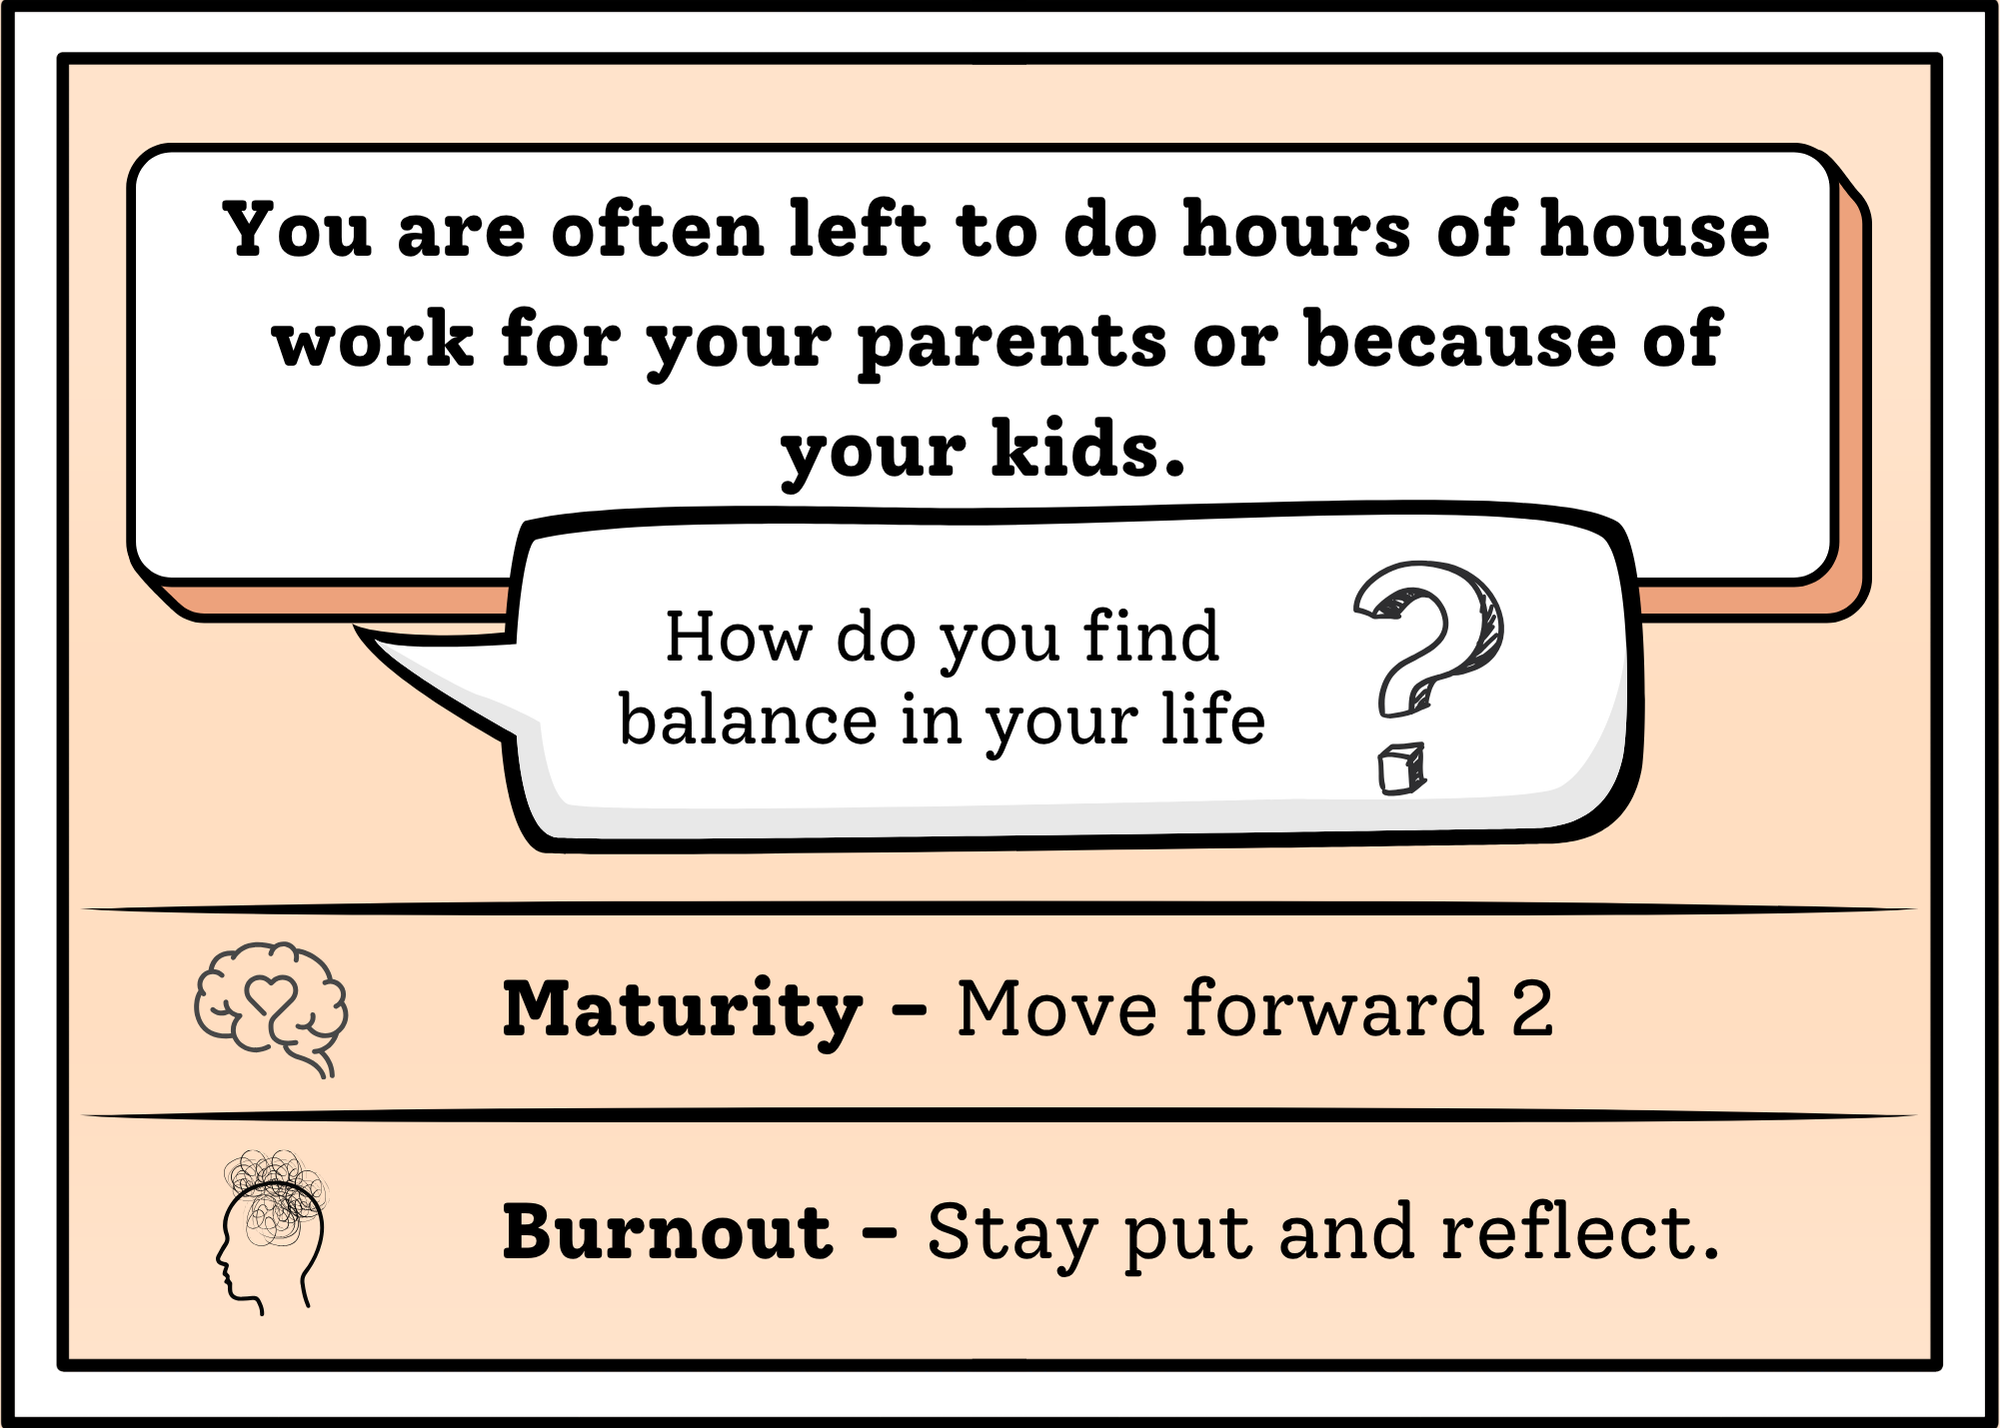 You are often left to do hours of house
work for your parents or because of
your kids.
How do you find
balance in your life
?
Maturity - Move forward 2
Burnout - Stay put and reflect.